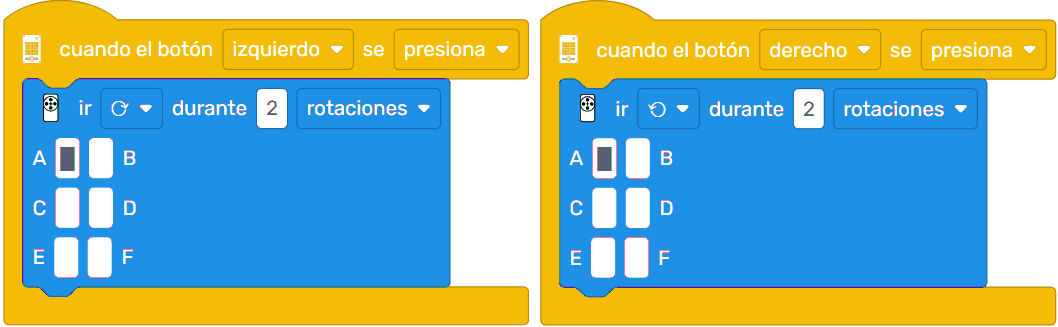 cuando el botón izquierdo se presiona
ir durante 2 rotaciones
A B
C D
E F
cuando el botón derecho se presiona
ir durante 2 rotaciones
A B
C D
E F